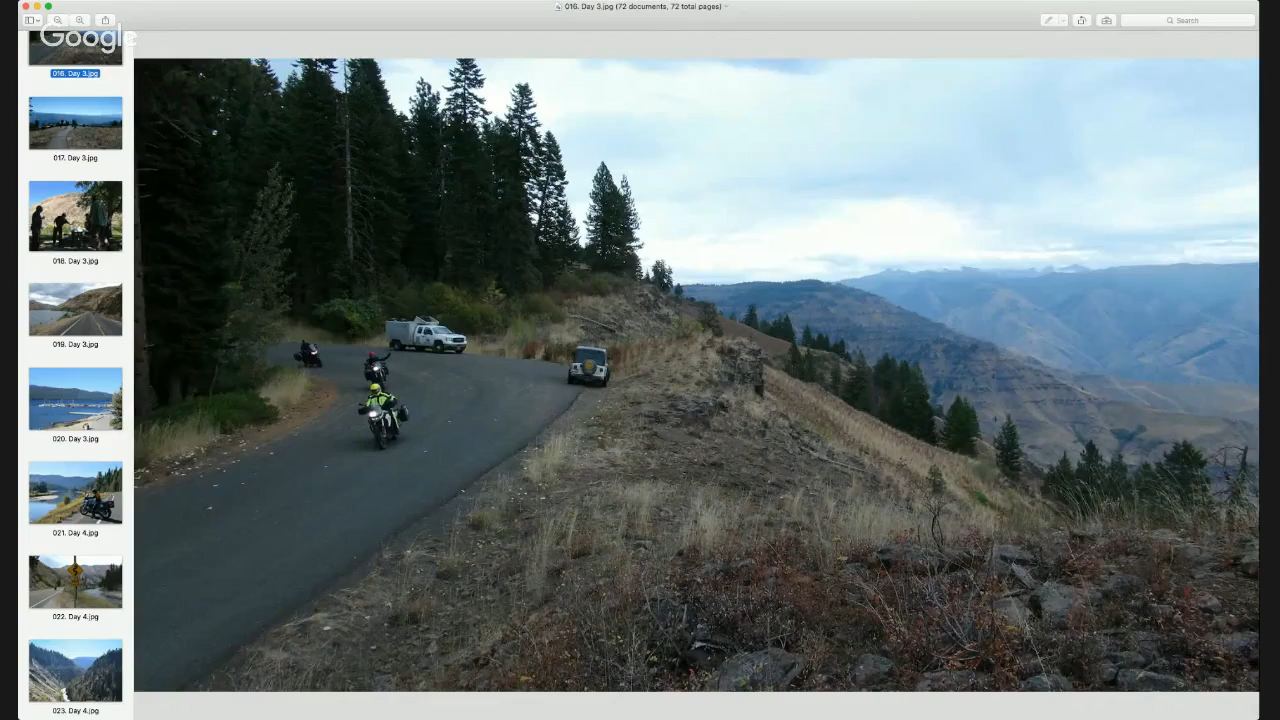 016. Day 3.jpg (72 documents, 72 total pages)
Search
Google
016. Day 3.jpg
017. Day 3.jpg
018. Day 3.jpg
019. Day 3.jpg
020. Day 3.jpg
021. Day 4.jpg
022. Day 4.jpg
023. Day 4.jpg